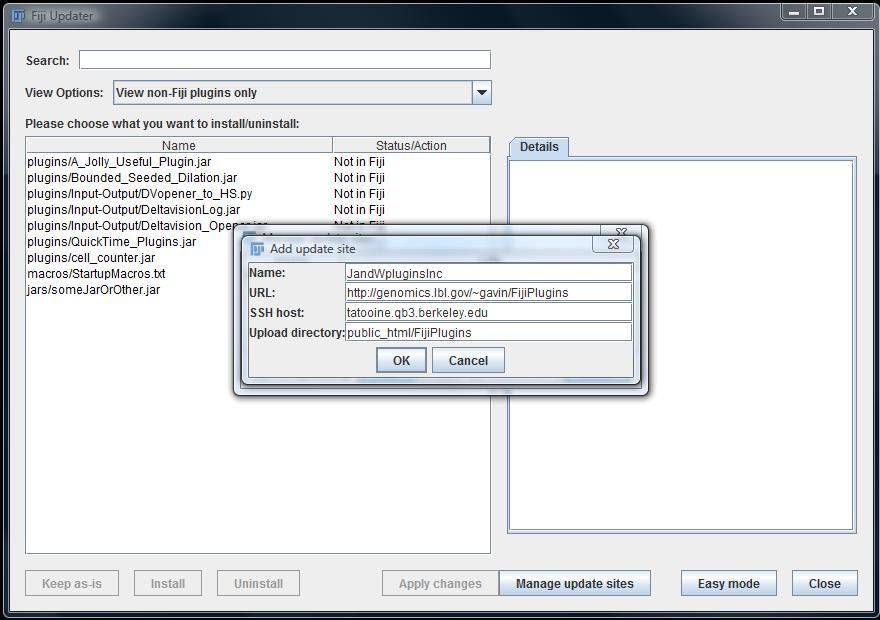 Fiji Updater
Search:
View Options: View non-Fiji plugins only
Please choose what you want to install/uninstall:
Name Status/Action
plugins/A_Jolly_Useful_Plugin.jar Not in Fiji
plugins/Bounded_Seeded_Dilation.jar Not in Fiji
plugins/Input-Output/DVopener_to_HS.py Not in Fiji
plugins/Input-Output/DeltavisionLog.jar Not in Fiji
plugins/Input-Output/Deltavision_Opener.jar Not in Fiji
plugins/QuickTime_Plugins.jar
plugins/cell_counter.jar
macros/StartupMacros.txt
jars/someJarOrOther.jar
Details
Add update site
Name: JandWpluginsInc
URL: http://genomics.lbl.gov/~gavin/FijiPlugins
SSH host: tatooine.qb3.berkeley.edu
Upload directory: public_html/FijiPlugins
OK Cancel
Keep as-is Install Uninstall Apply changes Manage update sites Easy mode Close